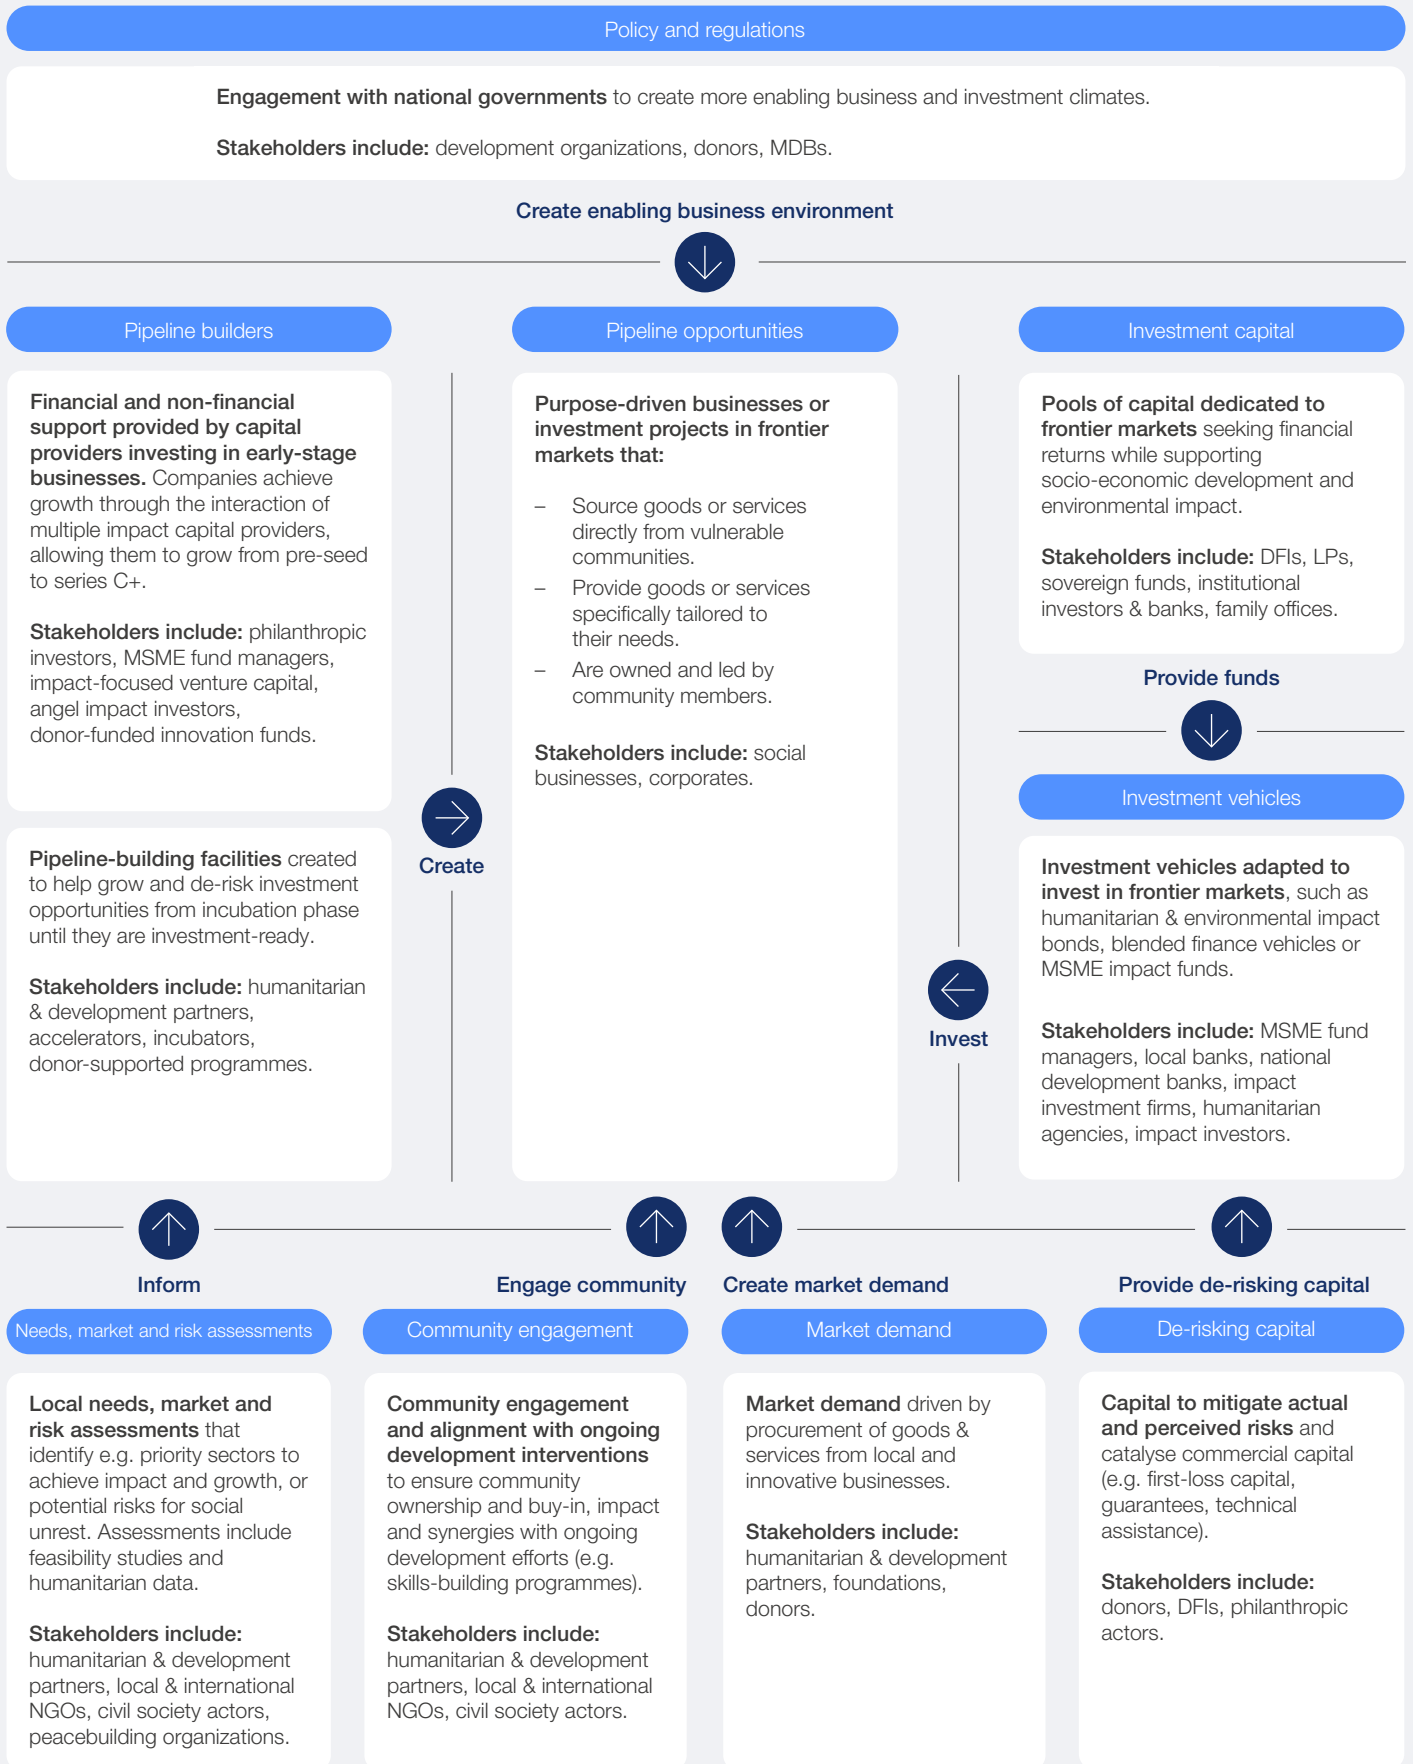 Policy and regulations
Engagement with national governments to create more enabling business and investment climates.
Stakeholders include: development organizations, donors, MDBs.
Create enabling business environment
Pipeline builders
Financial and non-financial
support provided by capital
providers investing in early-stage
businesses. Companies achieve
growth through the interaction of
multiple impact capital providers,
allowing them to grow from pre-seed
to series C+.
Stakeholders include: philanthropic
investors, MSME fund managers,
impact-focused venture capital,
angel impact investors,
donor-funded innovation funds.
Pipeline-building facilities created
to help grow and de-risk investment
opportunities from incubation phase
until they are investment-ready.
Stakeholders include: humanitarian
& development partners,
accelerators, incubators,
donor-supported programmes.
Create
Pipeline opportunities
Purpose-driven businesses or
investment projects in frontier
markets that:
– Source goods or services
directly from vulnerable
communities.
– Provide goods or services
specifically tailored to
their needs.
– Are owned and led by
community members.
Stakeholders include: social
businesses, corporates.
Invest
Investment capital
Pools of capital dedicated to
frontier markets seeking financial
returns while supporting
socio-economic development and
environmental impact.
Stakeholders include: DFIs, LPs,
sovereign funds, institutional
investors & banks, family offices.
Provide funds
Investment vehicles
Investment vehicles adapted to
invest in frontier markets, such as
humanitarian & environmental impact
bonds, blended finance vehicles or
MSME impact funds.
Stakeholders include: MSME fund
managers, local banks, national
development banks, impact
investment firms, humanitarian
agencies, impact investors.
Inform
Needs, market and risk assessments
Local needs, market and
risk assessments that
identify e.g. priority sectors to
achieve impact and growth, or
potential risks for social
unrest. Assessments include
feasibility studies and
humanitarian data.
Stakeholders include:
humanitarian & development
partners, local & international
NGOs, civil society actors,
peacebuilding organizations.
Engage community
Community engagement
Community engagement
and alignment with ongoing
development interventions
to ensure community
ownership and buy-in, impact
and synergies with ongoing
development efforts (e.g.
skills-building programmes).
Stakeholders include:
humanitarian & development
partners, local & international
NGOs, civil society actors.
Create market demand
Market demand
Market demand driven by
procurement of goods &
services from local and
innovative businesses.
Stakeholders include:
humanitarian & development
partners, foundations,
donors.
Provide de-risking capital
De-risking capital
Capital to mitigate actual
and perceived risks and
catalyse commercial capital
(e.g. first-loss capital,
guarantees, technical
assistance).
Stakeholders include:
donors, DFIs, philanthropic
actors.